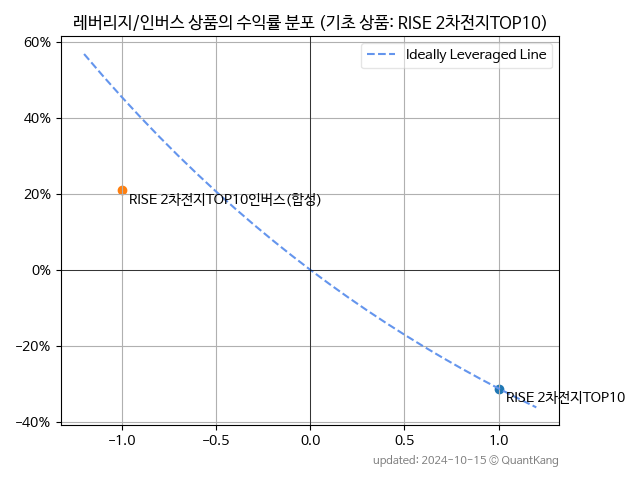 레버리지/인버스 상품의 수익률 분포 (기초 상품: RISE 2차전지TOP10)
60%
Ideally Leveraged Line
40%
20%
RISE 2차전지TOP10인버스(합성)
0%
-20%
RISE 2차전지TOP10
-40%
-1.0 -0.5 0.0 0.5 1.0
updated: 2024-10-15 © QuantKang